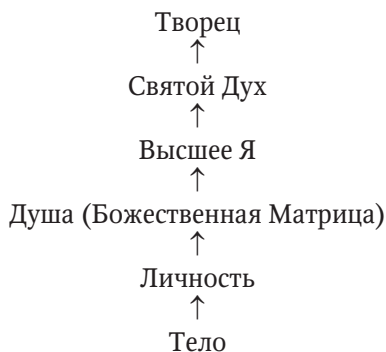 Творец
↑
Святой Дух
↑
Высшее Я
↑
Душа (Божественная Матрица)
↑
Личность
↑
Тело